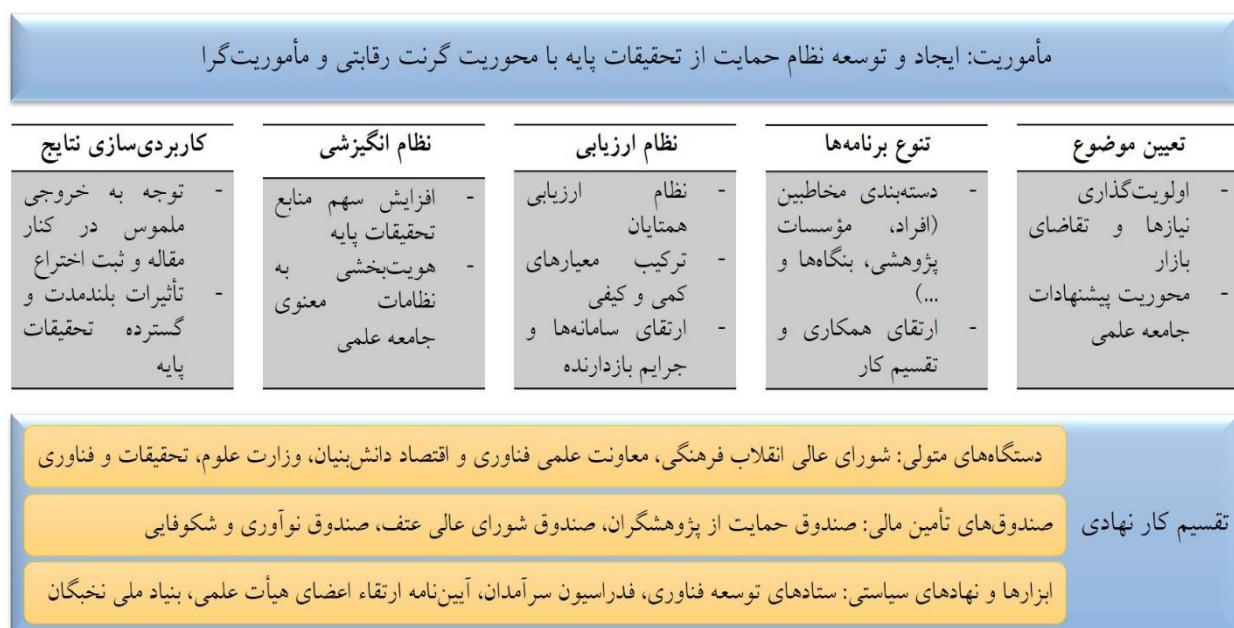 مأموریت: ایجاد و توسعه نظام حمایت از تحقیقات پایه با محوریت گرنت رقابتی و مأموریت‌گرا
تعیین موضوع
- اولویت‌گذاری
نیازها و تقاضای
بازار
- محوریت پیشنهادات
جامعه علمی
تنوع برنامه‌ها
- دسته‌بندی مخاطبین
(افراد، مؤسسات
پژوهشی، بنگاه‌ها و
...)
- ارتقای همکاری و
تقسیم کار
نظام ارزیابی
- نظام ارزیابی
همتایان
- ترکیب معیارهای
کمی و کیفی
- ارتقای سامانه‌ها و
جرایم بازدارنده
نظام انگیزشی
- افزایش سهم منابع
تحقیقات پایه
- هویت‌بخشی به
نظامات معنوی
جامعه علمی
کاربردی‌سازی نتایج
- توجه به خروجی
ملموس در کنار
مقاله و ثبت اختراع
- تأثیرات بلندمدت و
گسترده تحقیقات
پایه
تقسیم کار نهادی
دستگاه‌های متولی: شورای عالی انقلاب فرهنگی، معاونت علمی فناوری و اقتصاد دانش‌بنیان، وزارت علوم، تحقیقات و فناوری
صندوق‌های تأمین مالی: صندوق حمایت از پژوهشگران، صندوق شورای عالی عتف، صندوق نوآوری و شکوفایی
ابزارها و نهادهای سیاستی: ستادهای توسعه فناوری، فدراسیون سرآمدان، آیین‌نامه ارتقاء اعضای هیأت علمی، بنیاد ملی نخبگان